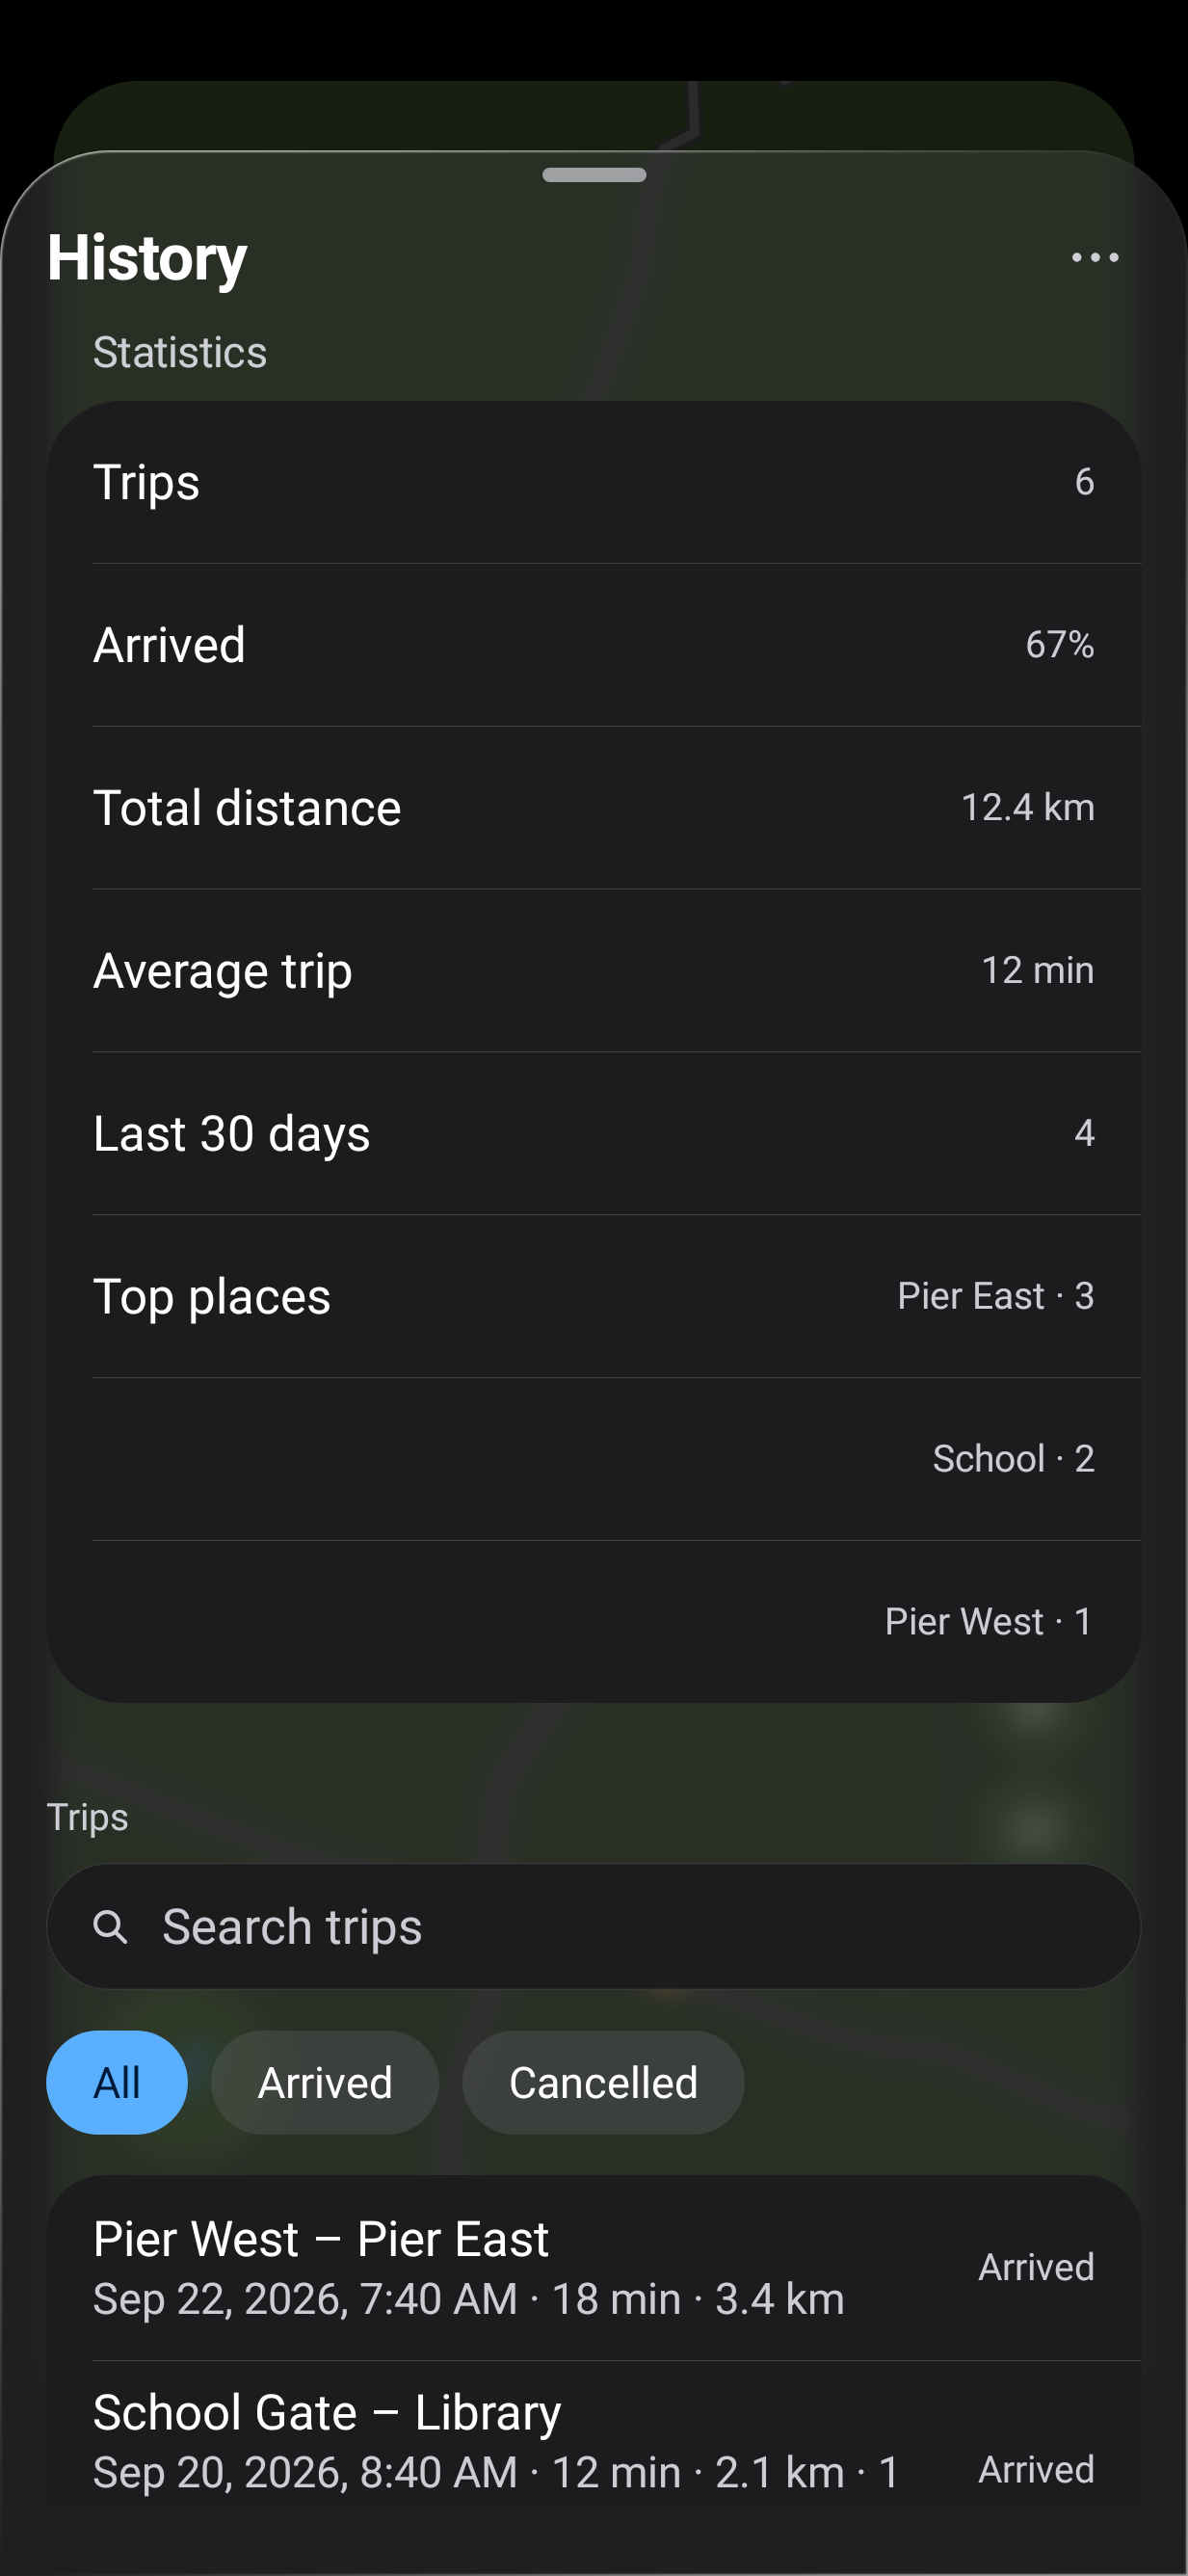 History
Statistics
Trips 6
Arrived 67%
Total distance 12.4 km
Average trip 12 min
Last 30 days 4
Top places Pier East · 3
School · 2
Pier West · 1
Trips
Search trips
All Arrived Cancelled
Pier West – Pier East
Sep 22, 2026, 7:40 AM · 18 min · 3.4 km Arrived
School Gate – Library
Sep 20, 2026, 8:40 AM · 12 min · 2.1 km · 1 Arrived